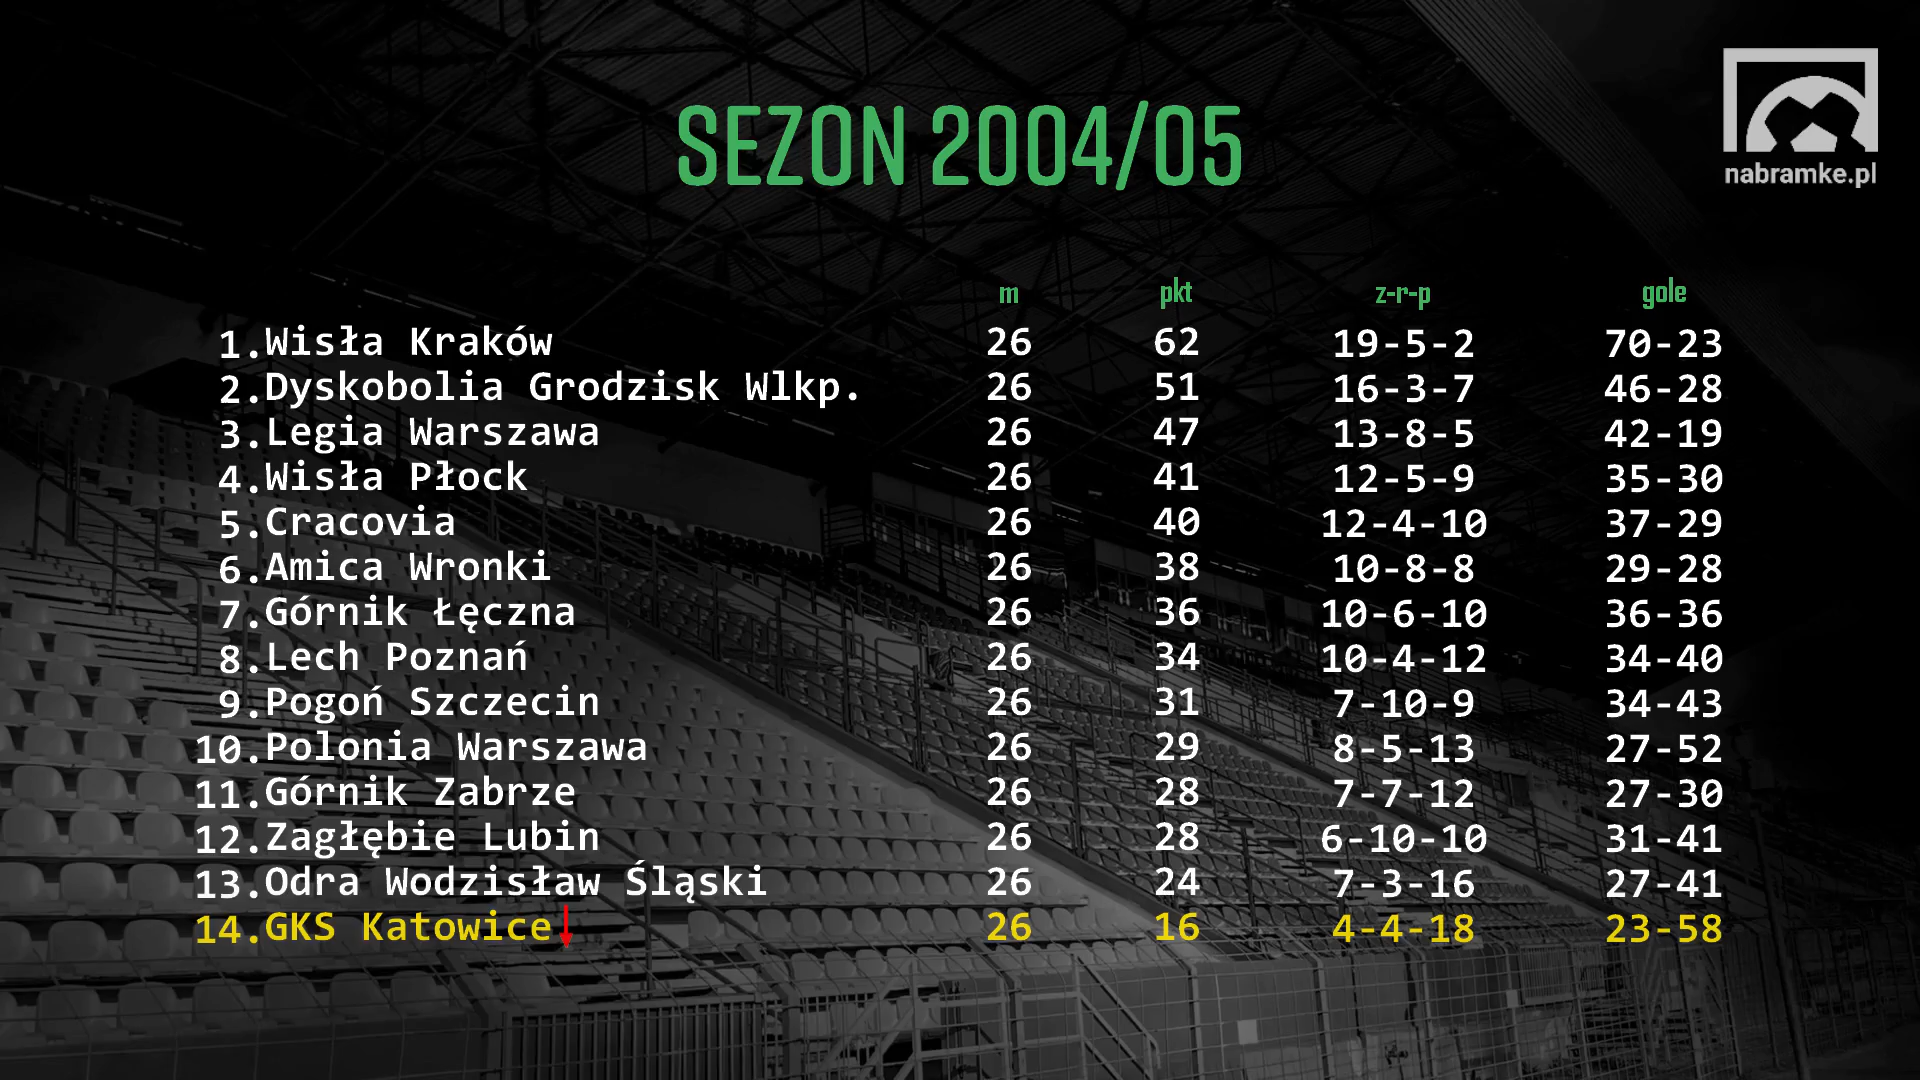 SEZON 2004/05
nabramke.pl
m pkt z-r-p gole
1. Wisła Kraków 26 62 19-5-2 70-23
2. Dyskobolia Grodzisk Wlkp. 26 51 16-3-7 46-28
3. Legia Warszawa 26 47 13-8-5 42-19
4. Wisła Płock 26 41 12-5-9 35-30
5. Cracovia 26 40 12-4-10 37-29
6. Amica Wronki 26 38 10-8-8 29-28
7. Górnik Łęczna 26 36 10-6-10 36-36
8. Lech Poznań 26 34 10-4-12 34-40
9. Pogoń Szczecin 26 31 7-10-9 34-43
10. Polonia Warszawa 26 29 8-5-13 27-52
11. Górnik Zabrze 26 28 7-7-12 27-30
12. Zagłębie Lubin 26 28 6-10-10 31-41
13. Odra Wodzisław Śląski 26 24 7-3-16 27-41
14. GKS Katowice 26 16 4-4-18 23-58